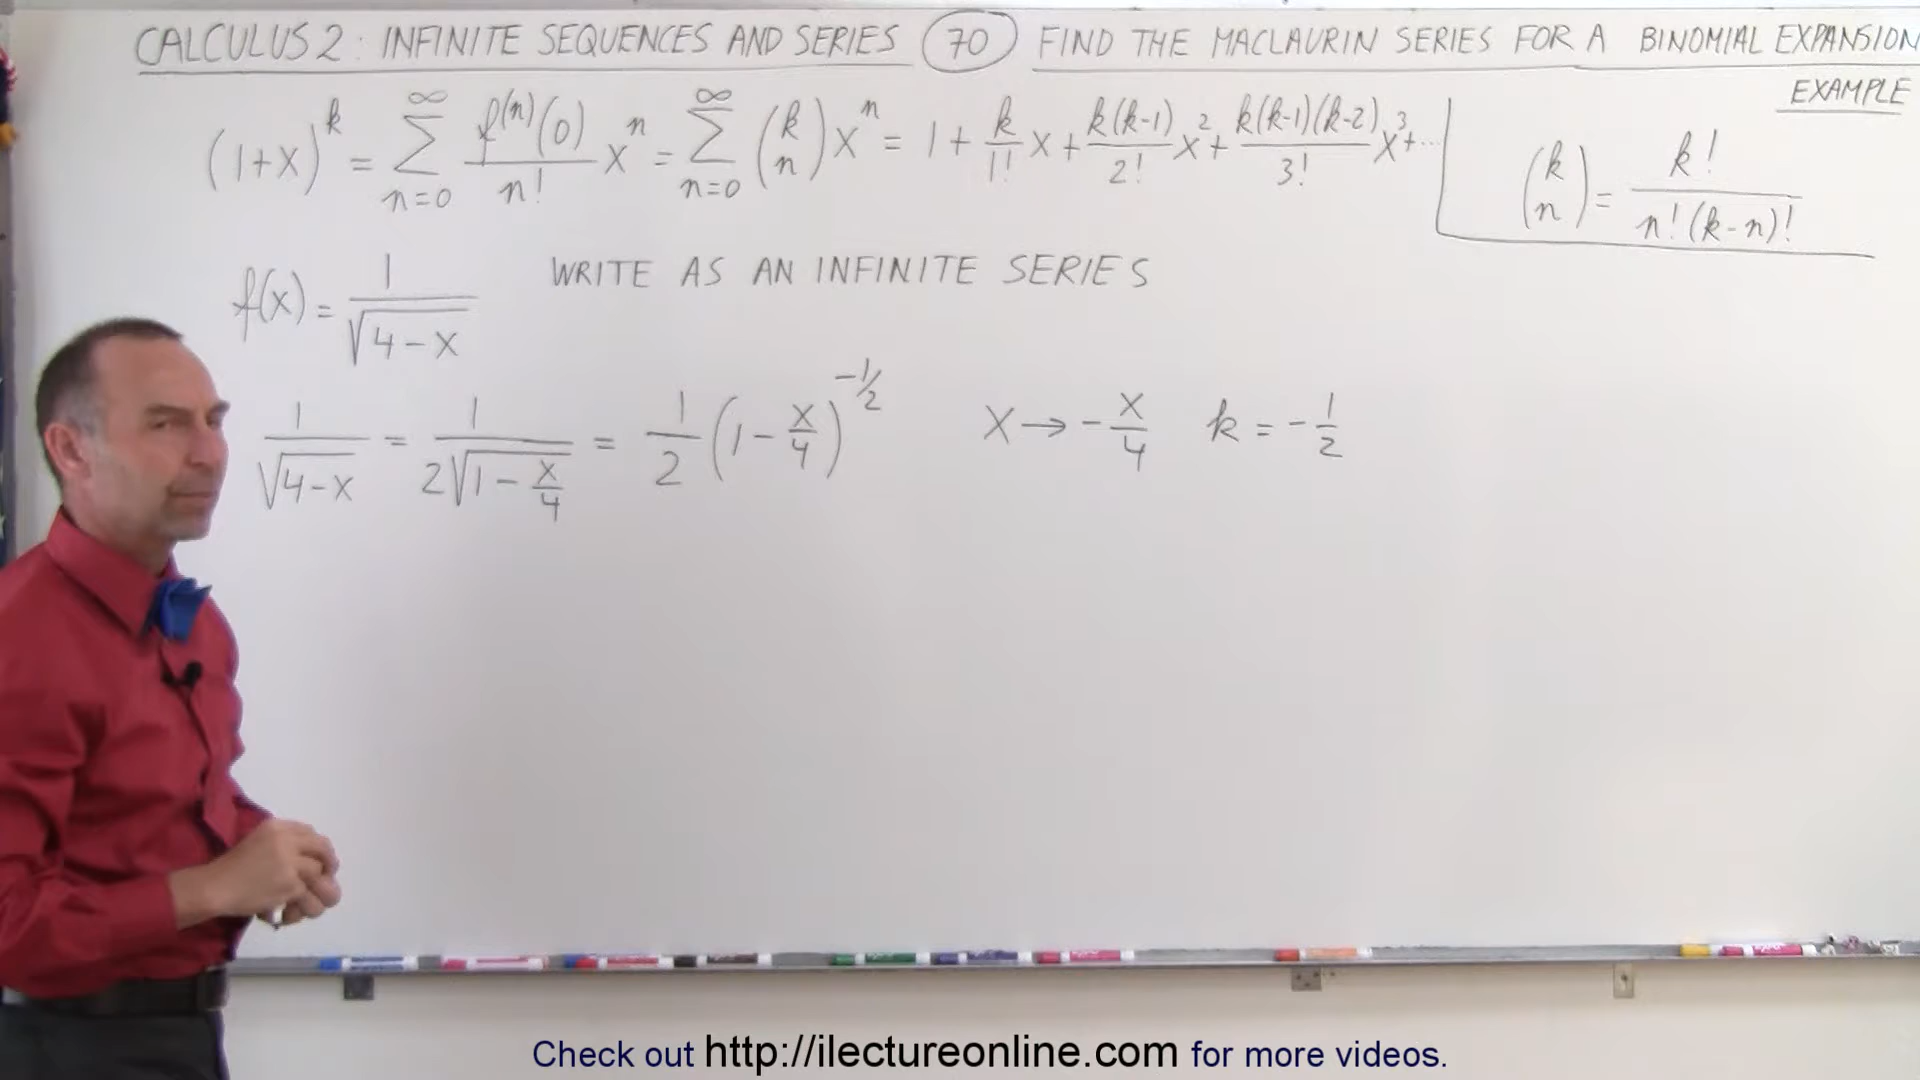 CALCULUS 2 : INFINITE SEQUENCES AND SERIES (70) FIND THE MACLAURIN SERIES FOR A BINOMIAL EXPANSION
EXAMPLE
(1+x)^k = ∑_{n=0}^{∞} f^(n)(0)/n! x^n = ∑_{n=0}^{∞} (k n) x^n = 1 + k/1! x + k(k-1)/2! x^2 + k(k-1)(k-2)/3! x^3 + ...
(k n) = k!/n!(k-n)!
f(x) = 1/√(4-x) WRITE AS AN INFINITE SERIES
1/√(4-x) = 1/(2√(1-x/4)) = 1/2 (1-x/4)^(-1/2) x → -x/4 k = -1/2
Check out http://ilectureonline.com for more videos.